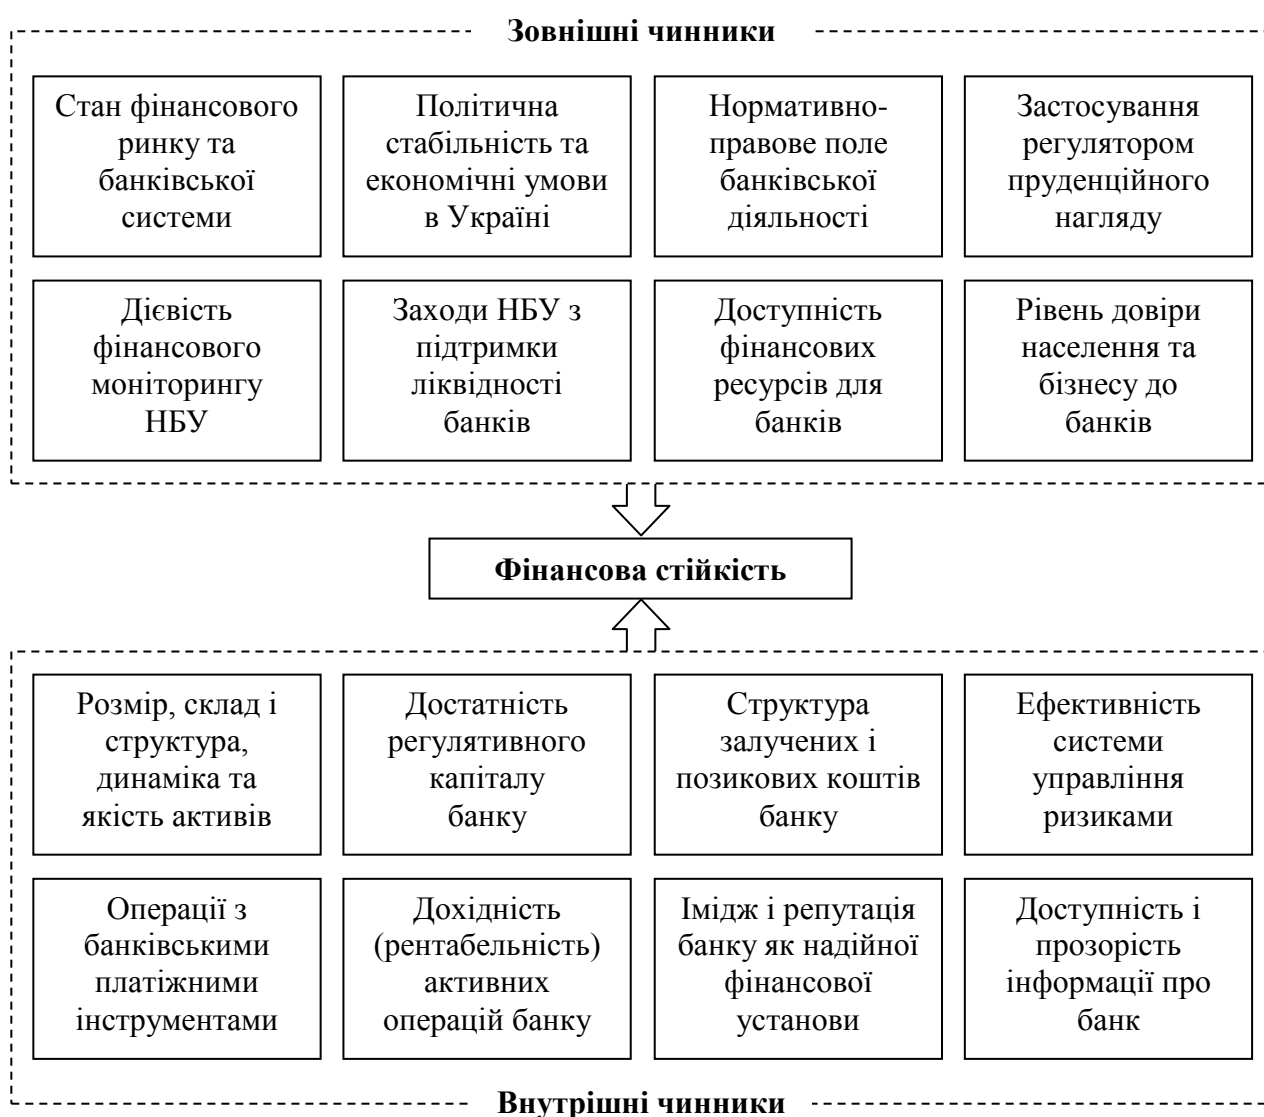 Зовнішні чинники
Стан фінансового
ринку та
банківської
системи
Політична
стабільність та
економічні умови
в Україні
Нормативно-
правове поле
банківської
діяльності
Застосування
регулятором
пруденційного
нагляду
Дієвість
фінансового
моніторингу
НБУ
Заходи НБУ з
підтримки
ліквідності
банків
Доступність
фінансових
ресурсів для
банків
Рівень довіри
населення та
бізнесу до
банків
Фінансова стійкість
Розмір, склад і
структура,
динаміка та
якість активів
Достатність
регулятивного
капіталу
банку
Структура
залучених і
позикових коштів
банку
Ефективність
системи
управління
ризиками
Операції з
банківськими
платіжними
інструментами
Дохідність
(рентабельність)
активних
операцій банку
Імідж і репутація
банку як надійної
фінансової
установи
Доступність і
прозорість
інформації про
банк
Внутрішні чинники